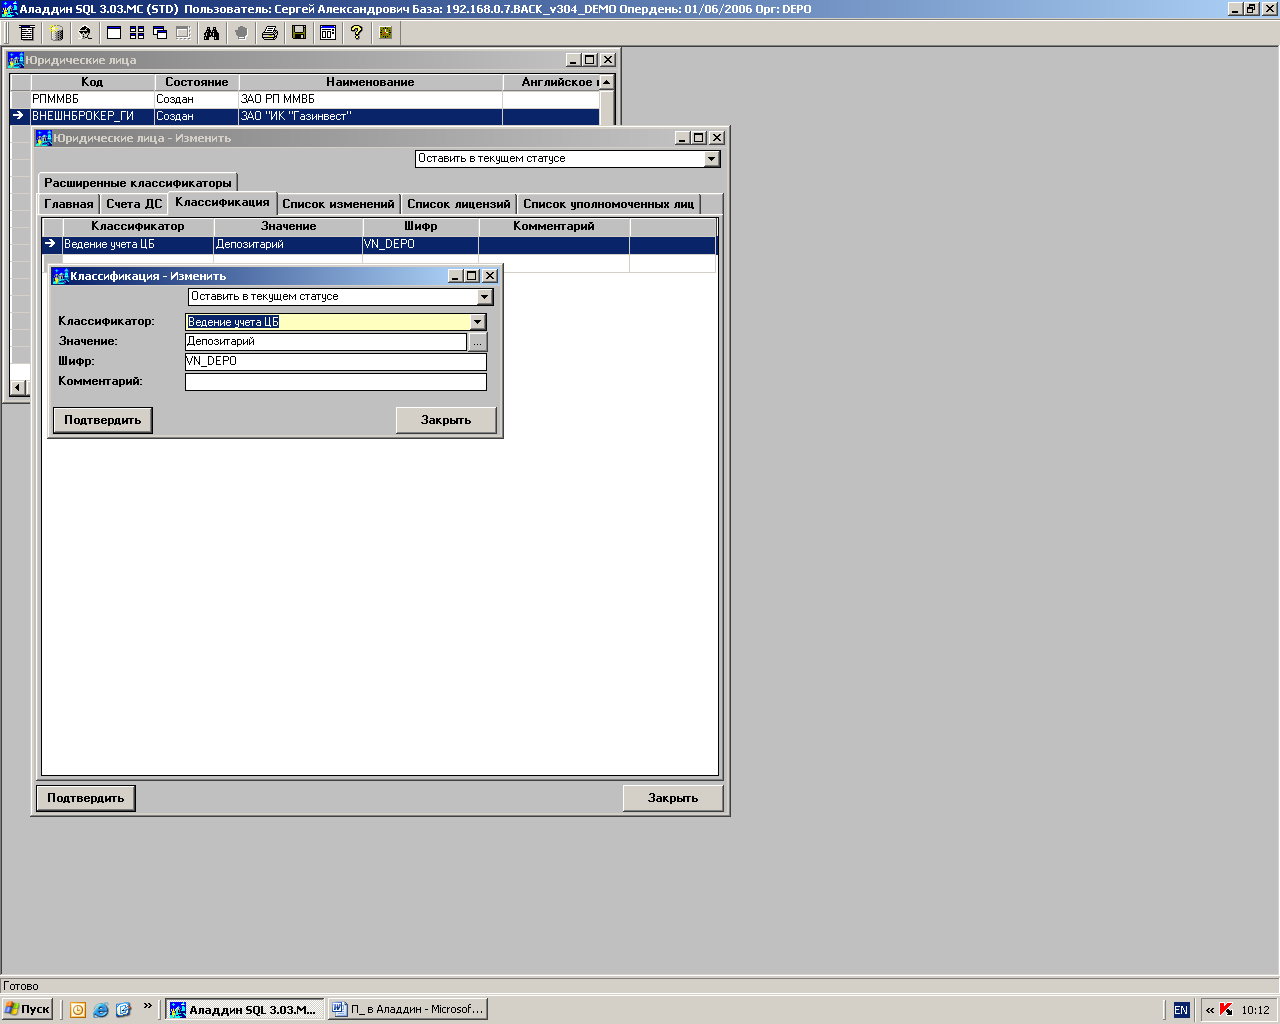 Аладдин SQL 3.03.МС (STD) Пользователь: Сергей Александрович База: 192.168.0.7.BACK_v304_DEMO Опердень: 01/06/2006 Орг: DEPO
Юридические лица
Код Состояние Наименование Английское
РПММВБ Создан ЗАО РП ММВБ
ВНЕШНБРОКЕР_ГИ Создан ЗАО "ИК "Газинвест"
Юридические лица - Изменить
Оставить в текущем статусе
Расширенные классификаторы
Главная Счета ДС Классификация Список изменений Список лицензий Список уполномоченных лиц
Классификатор Значение Шифр Комментарий
Ведение учета ЦБ Депозитарий VN_DEPO
Классификация - Изменить
Оставить в текущем статусе
Классификатор: Ведение учета ЦБ
Значение: Депозитарий ...
Шифр: VN_DEPO
Комментарий:
Подтвердить Закрыть
Подтвердить Закрыть
Готово
Пуск » Аладдин SQL 3.03.М... П_ в Аладдин - Microsof... EN « 10:12